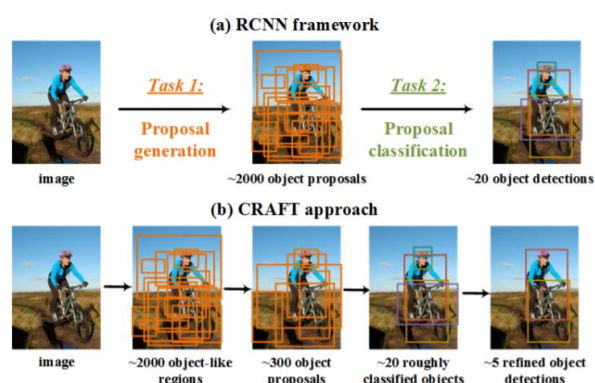 (a) RCNN framework
Task 1:
Proposal
generation
Task 2:
Proposal
classification
image
~2000 object proposals
~20 object detections
(b) CRAFT approach
image
~2000 object-like
regions
~300 object
proposals
~20 roughly
classified objects
~5 refined object
detections